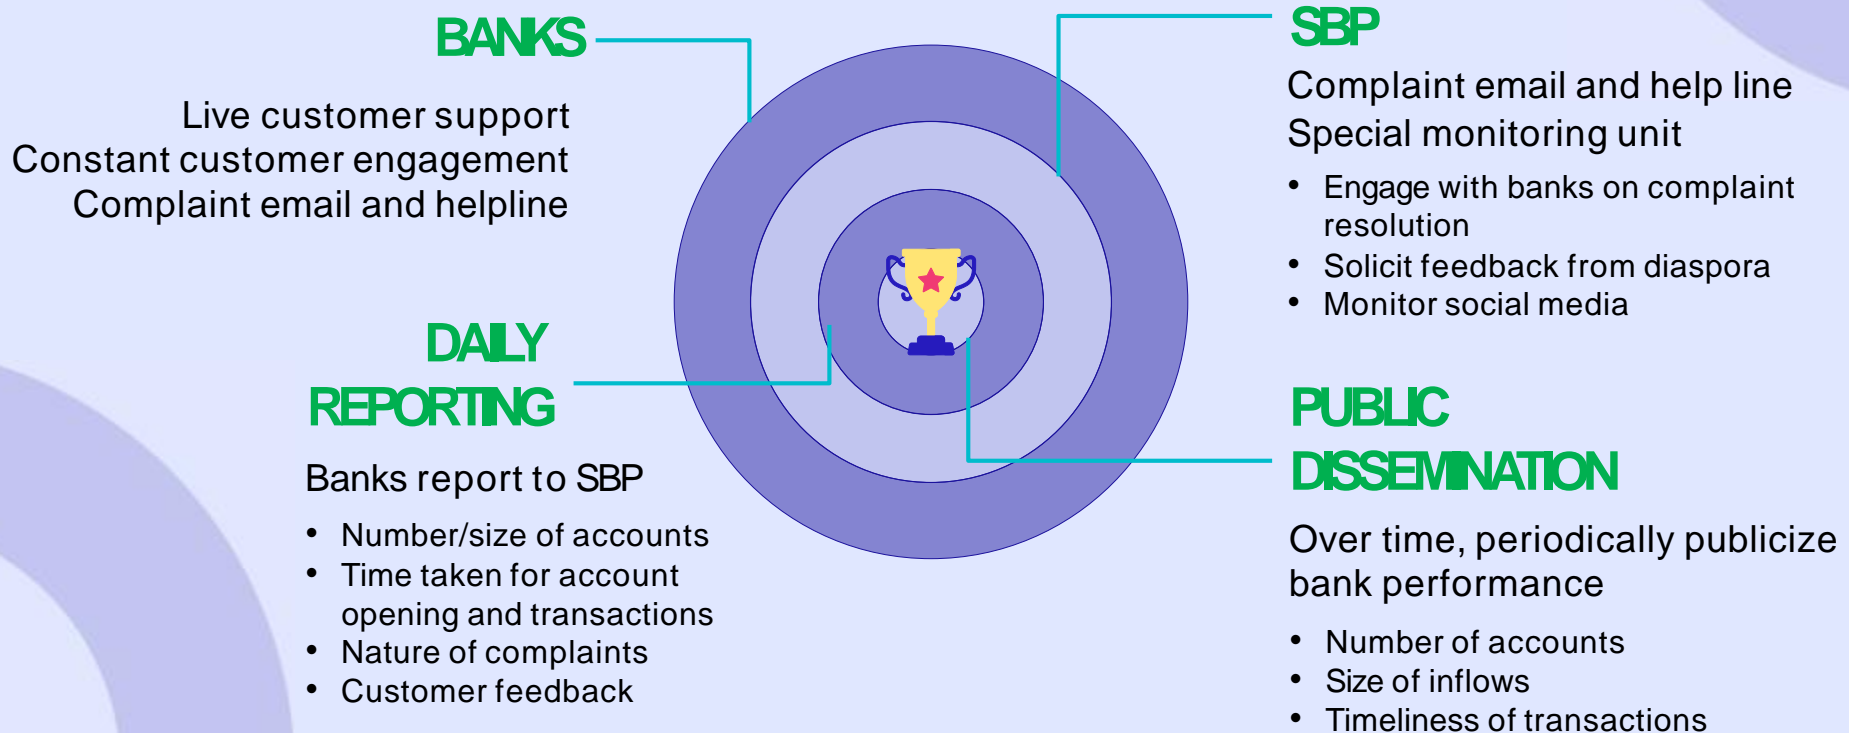 BANKS
Live customer support
Constant customer engagement
Complaint email and helpline
SBP
Complaint email and help line
Special monitoring unit
• Engage with banks on complaint
resolution
• Solicit feedback from diaspora
• Monitor social media
DAILY
REPORTING
Banks report to SBP
• Number/size of accounts
• Time taken for account
opening and transactions
• Nature of complaints
• Customer feedback
PUBLIC
DISSEMINATION
Over time, periodically publicize
bank performance
• Number of accounts
• Size of inflows
• Timeliness of transactions